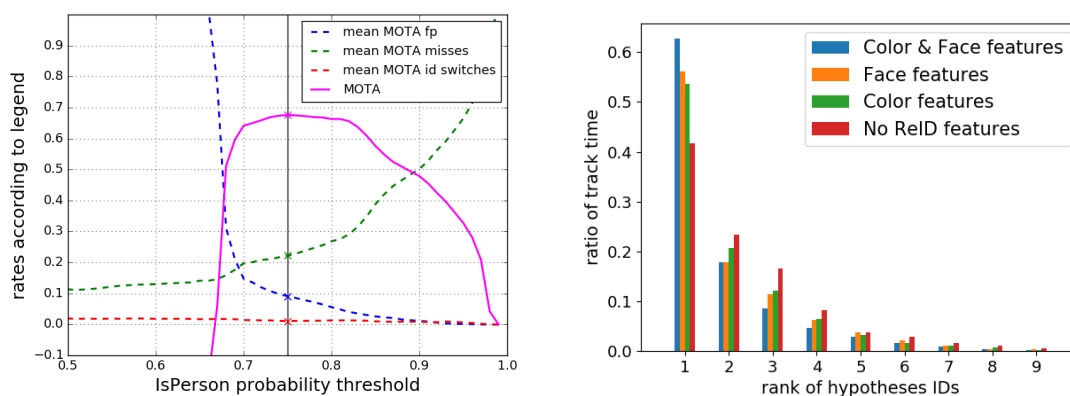 rates according to legend
0.9
0.8
0.7
0.6
0.5
0.4
0.3
0.2
0.1
0.0
−0.1
0.5 0.6 0.7 0.8 0.9 1.0
IsPerson probability threshold
mean MOTA fp
mean MOTA misses
mean MOTA id switches
MOTA
ratio of track time
0.6
0.5
0.4
0.3
0.2
0.1
0.0
1 2 3 4 5 6 7 8 9
rank of hypotheses IDs
Color & Face features
Face features
Color features
No ReID features